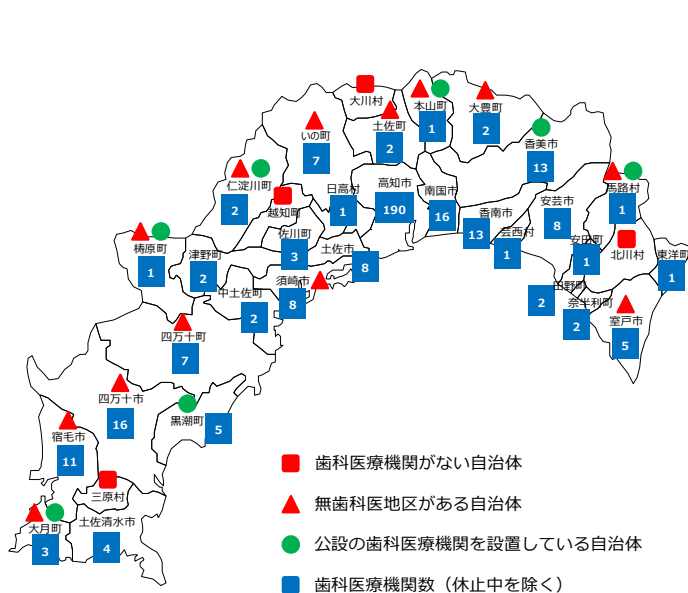 大川村
本山町
1
大豊町
2
土佐町
2
いの町
7
香美市
13
仁淀川町
2
越知町
日高村
1
高知市
190
南国市
16
香南市
13
芸西村
1
安芸市
8
馬路村
1
安田町
1
北川村
東洋町
1
田野町
2
奈半利町
2
室戸市
5
佐川町
3
土佐市
8
梼原町
1
津野町
2
須崎市
8
中土佐町
2
四万十町
7
四万十市
16
黒潮町
5
宿毛市
11
三原村
大月町
3
土佐清水市
4
歯科医療機関がない自治体
無歯科医地区がある自治体
公設の歯科医療機関を設置している自治体
歯科医療機関数（休止中を除く）